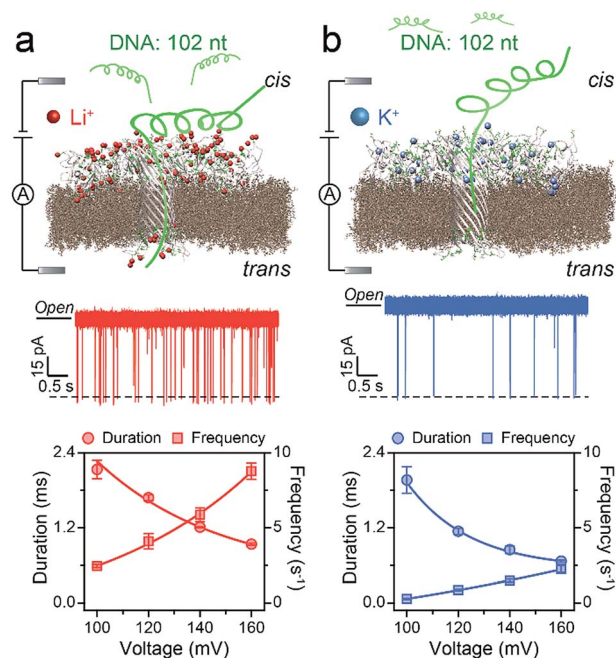 a
DNA: 102 nt
cis
Li⁺
A
trans
Open
15 pA
0.5 s
Duration Frequency
2.4
1.2
0.0
10
5
0
Duration (ms)
Frequency (s⁻¹)
100 120 140 160
Voltage (mV)
b
DNA: 102 nt
cis
K⁺
A
trans
Open
15 pA
0.5 s
Duration Frequency
2.4
1.2
0.0
10
5
0
Duration (ms)
Frequency (s⁻¹)
100 120 140 160
Voltage (mV)